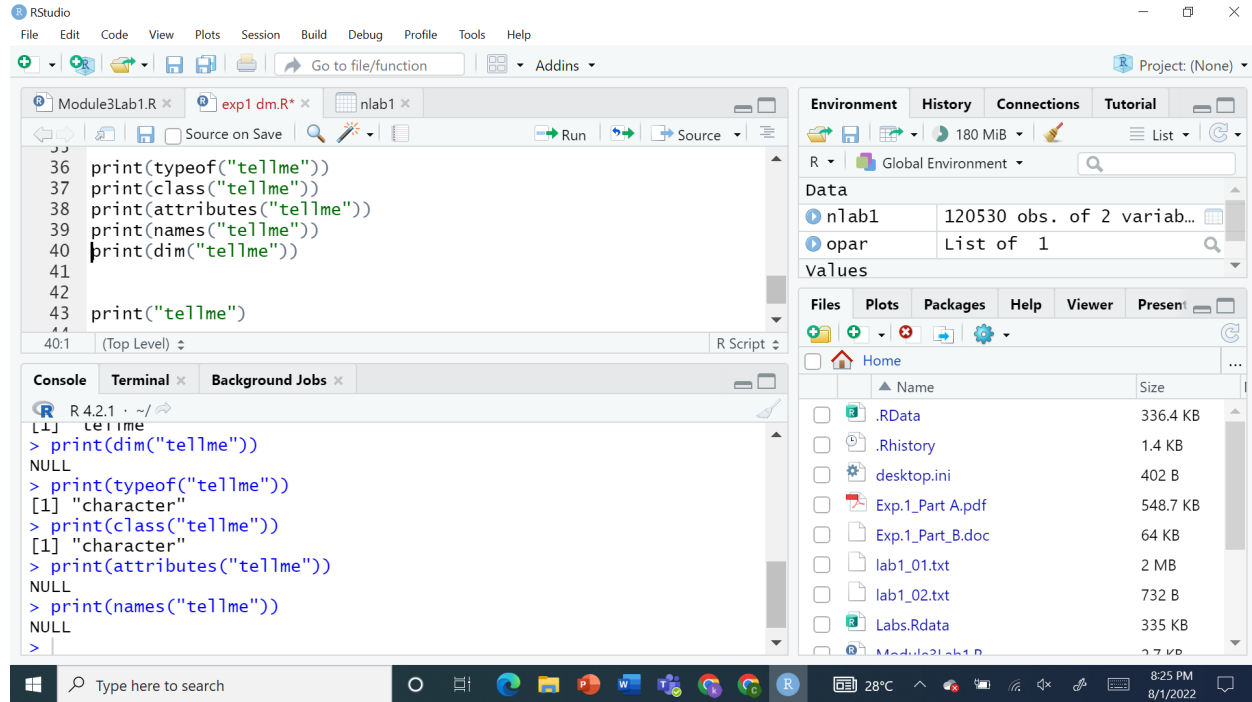 RStudio
File Edit Code View Plots Session Build Debug Profile Tools Help
Go to file/function Addins Project: (None)
Module3Lab1.R exp1 dm.R* nlab1
Source on Save Run Source
36 print(typeof("tellme"))
37 print(class("tellme"))
38 print(attributes("tellme"))
39 print(names("tellme"))
40 print(dim("tellme"))
41
42
43 print("tellme")
40:1 (Top Level) R Script
Console Terminal Background Jobs
R 4.2.1 · ~/
[1] "tellme"
> print(dim("tellme"))
NULL
> print(typeof("tellme"))
[1] "character"
> print(class("tellme"))
[1] "character"
> print(attributes("tellme"))
NULL
> print(names("tellme"))
NULL
>
Environment History Connections Tutorial
180 MiB List
R Global Environment
Data
nlab1 120530 obs. of 2 variab...
opar List of 1
Values
Files Plots Packages Help Viewer Present
Home ...
Name Size
.RData 336.4 KB
.Rhistory 1.4 KB
desktop.ini 402 B
Exp.1_Part A.pdf 548.7 KB
Exp.1_Part_B.doc 64 KB
lab1_01.txt 2 MB
lab1_02.txt 732 B
Labs.Rdata 335 KB
Module3Lab1.R 2.7 KB
Type here to search 28°C 8:25 PM
8/1/2022